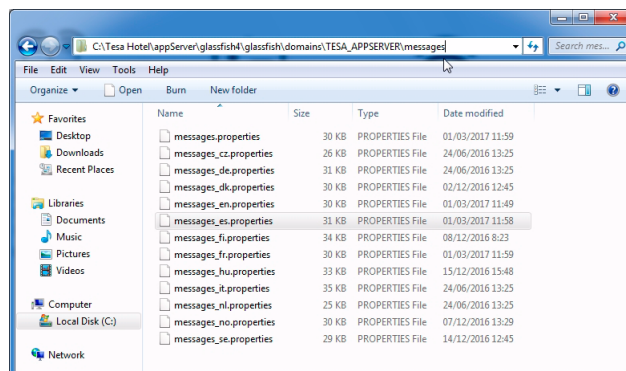 C:\Tesa Hotel\appServer\glassfish4\glassfish\domains\TESA_APPSERVER\messages Search mes...
File Edit View Tools Help
Organize Open Burn New folder
Favorites
Desktop
Downloads
Recent Places
Libraries
Documents
Music
Pictures
Videos
Computer
Local Disk (C:)
Network
Name Size Type Date modified
messages.properties 30 KB PROPERTIES File 01/03/2017 11:59
messages_cz.properties 26 KB PROPERTIES File 24/06/2016 13:25
messages_de.properties 31 KB PROPERTIES File 24/06/2016 13:25
messages_dk.properties 30 KB PROPERTIES File 02/12/2016 12:45
messages_en.properties 30 KB PROPERTIES File 01/03/2017 11:49
messages_es.properties 31 KB PROPERTIES File 01/03/2017 11:58
messages_fi.properties 34 KB PROPERTIES File 08/12/2016 8:23
messages_fr.properties 30 KB PROPERTIES File 01/03/2017 11:59
messages_hu.properties 33 KB PROPERTIES File 15/12/2016 15:48
messages_it.properties 35 KB PROPERTIES File 24/06/2016 13:25
messages_nl.properties 25 KB PROPERTIES File 24/06/2016 13:25
messages_no.properties 30 KB PROPERTIES File 07/12/2016 13:29
messages_se.properties 29 KB PROPERTIES File 14/12/2016 12:45